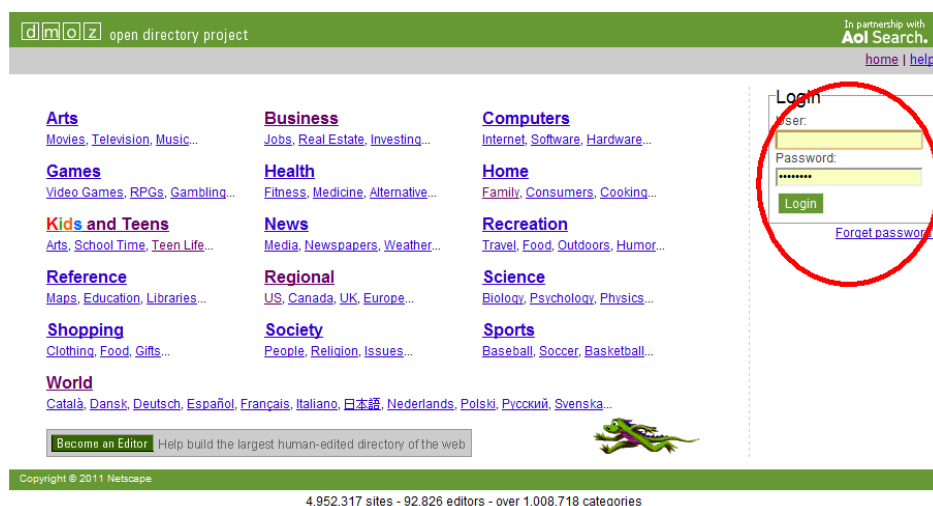 dmoz open directory project
In partnership with
Aol Search.
home | help
Arts
Movies, Television, Music...
Business
Jobs, Real Estate, Investing...
Computers
Internet, Software, Hardware...
Games
Video Games, RPGs, Gambling...
Health
Fitness, Medicine, Alternative...
Home
Family, Consumers, Cooking...
Kids and Teens
Arts, School Time, Teen Life...
News
Media, Newspapers, Weather...
Recreation
Travel, Food, Outdoors, Humor...
Reference
Maps, Education, Libraries...
Regional
US, Canada, UK, Europe...
Science
Biology, Psychology, Physics...
Shopping
Clothing, Food, Gifts...
Society
People, Religion, Issues...
Sports
Baseball, Soccer, Basketball...
World
Català, Dansk, Deutsch, Español, Français, Italiano, 日本語, Nederlands, Polski, Русский, Svenska...
Become an Editor Help build the largest human-edited directory of the web
Login
User:
Password:
••••••••
Login
Forget password
Copyright © 2011 Netscape
4.952.317 sites - 92.826 editors - over 1.008.718 categories